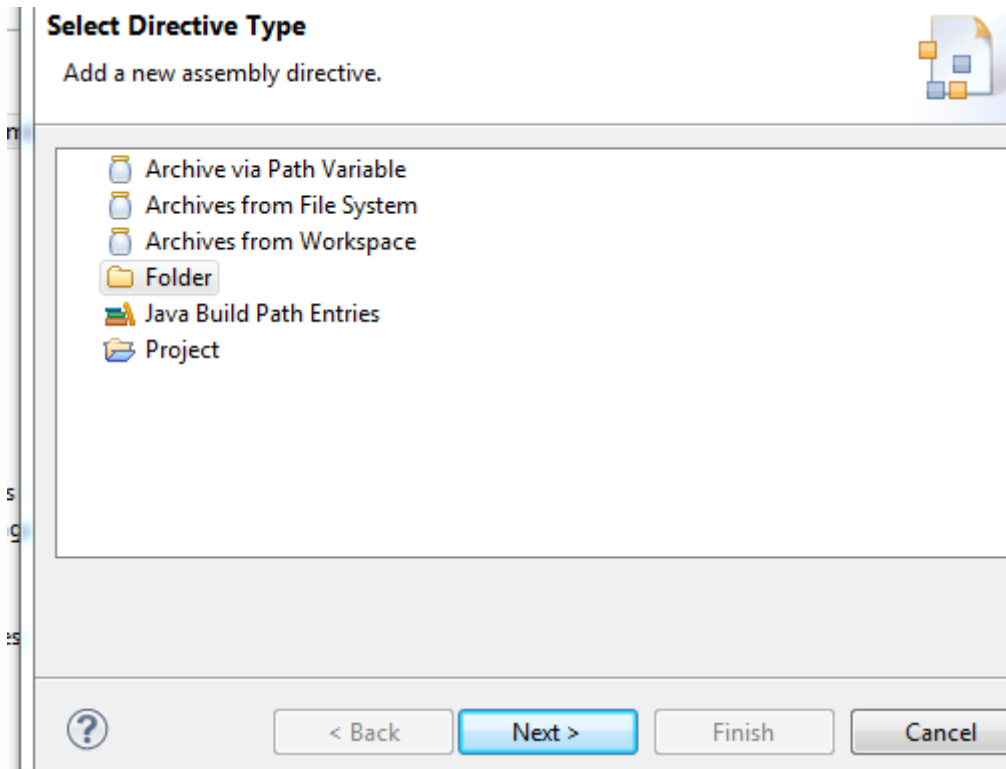 Select Directive Type
Add a new assembly directive.
m
Archive via Path Variable
Archives from File System
Archives from Workspace
Folder
Java Build Path Entries
Project
s
g
es
?
< Back
Next >
Finish
Cancel